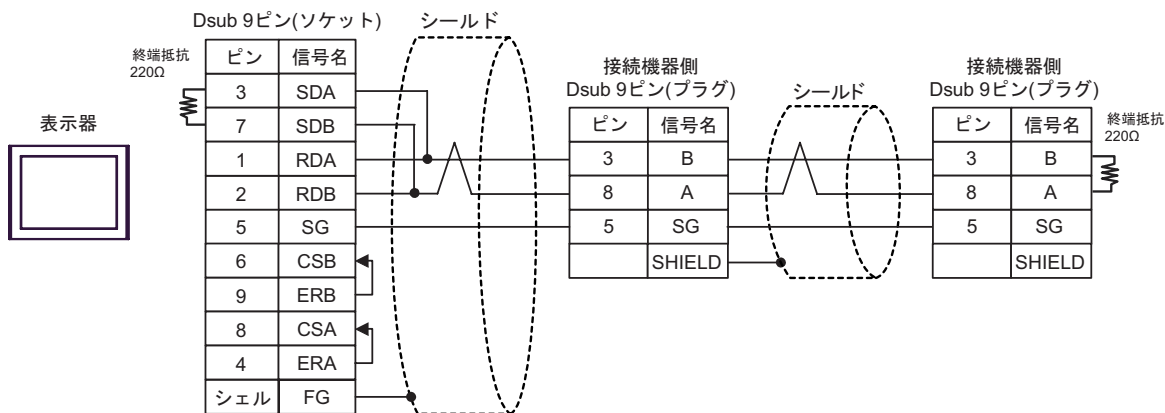 Dsub 9ピン(ソケット)
シールド
終端抵抗
220Ω
表示器
ピン 信号名
3 SDA
7 SDB
1 RDA
2 RDB
5 SG
6 CSB
9 ERB
8 CSA
4 ERA
シェル FG
接続機器側
Dsub 9ピン(プラグ)
ピン 信号名
3 B
8 A
5 SG
SHIELD
シールド
接続機器側
Dsub 9ピン(プラグ)
ピン 信号名
3 B
8 A
5 SG
SHIELD
終端抵抗
220Ω